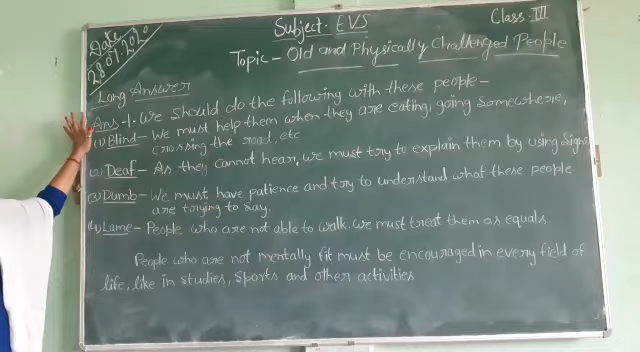 Date
28.01.2020
Subject - EVS
Class - III
Topic - Old and Physically Challenged People
Long Answer
Ans-1. We should do the following with these people -
(1) Blind - We must help them when they are eating, going somewhere,
crossing the road, etc
(2) Deaf - As they cannot hear, we must try to explain them by using Signs
(3) Dumb - We must have patience and try to understand what these people
are trying to say.
(4) Lame - People who are not able to walk. We must treat them as equals.
People who are not mentally fit must be encouraged in every field of
life, like in studies, sports and other activities